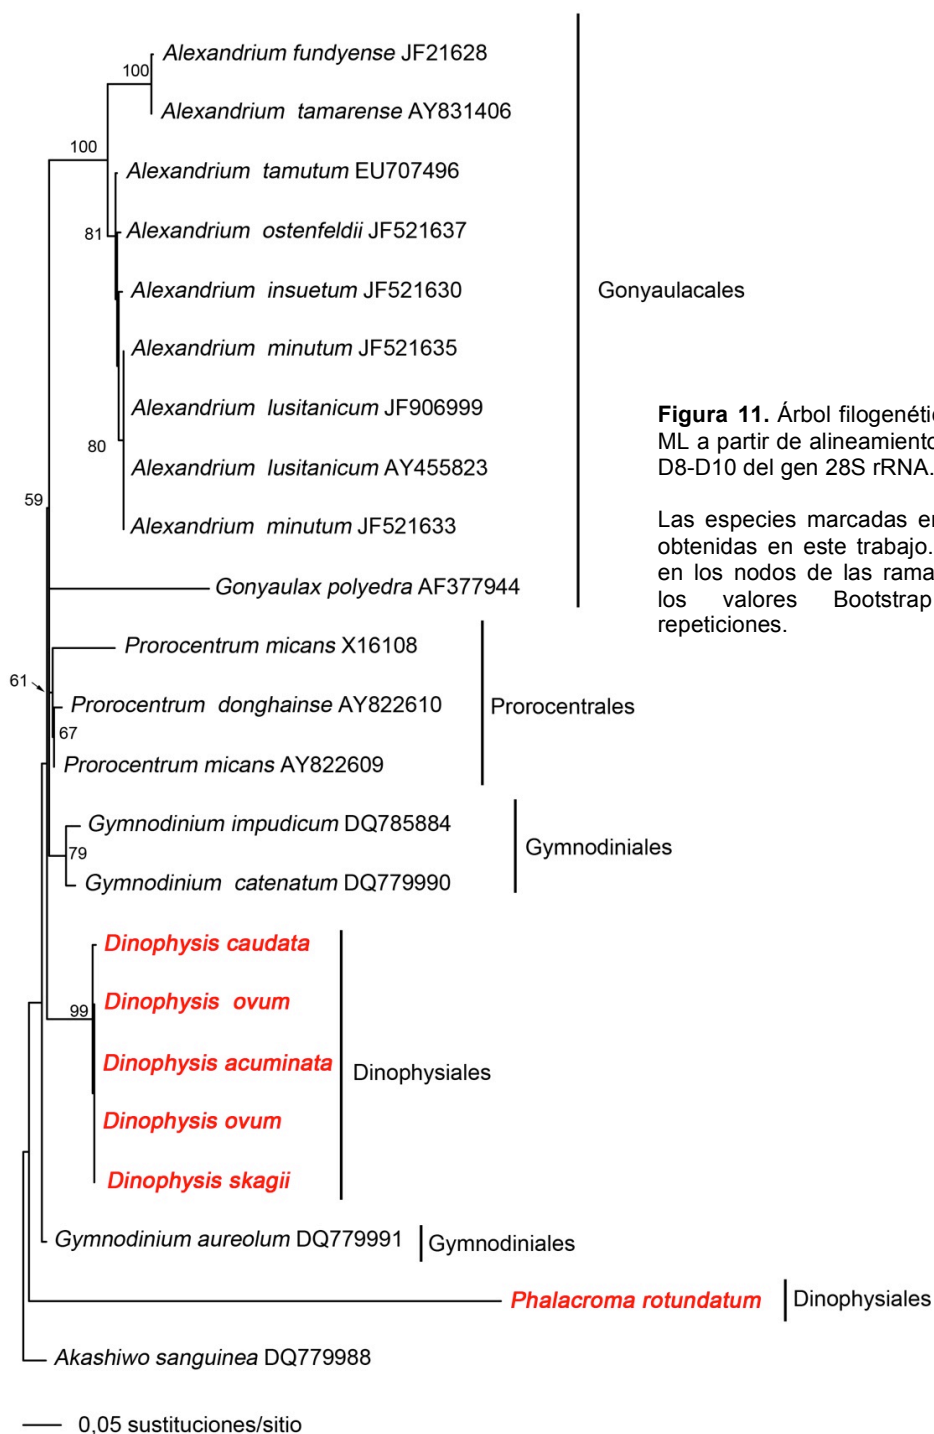 Alexandrium fundyense JF21628
100
Alexandrium tamarense AY831406
100
Alexandrium tamutum EU707496
81
Alexandrium ostenfeldii JF521637
Alexandrium insuetum JF521630
Gonyaulacales
Alexandrium minutum JF521635
Alexandrium lusitanicum JF906999
80
Alexandrium lusitanicum AY455823
59
Alexandrium minutum JF521633
Gonyaulax polyedra AF377944
Figura 11. Árbol filogenétic
ML a partir de alineamiento
D8-D10 del gen 28S rRNA.
Las especies marcadas en
obtenidas en este trabajo.
en los nodos de las rama
los valores Bootstrap
repeticiones.
Prorocentrum micans X16108
61
Prorocentrum donghainse AY822610
Prorocentrales
67
Prorocentrum micans AY822609
Gymnodinium impudicum DQ785884
79
Gymnodiniales
Gymnodinium catenatum DQ779990
Dinophysis caudata
99
Dinophysis ovum
Dinophysis acuminata
Dinophysiales
Dinophysis ovum
Dinophysis skagii
Gymnodinium aureolum DQ779991
Gymnodiniales
Phalacroma rotundatum
Dinophysiales
Akashiwo sanguinea DQ779988
0,05 sustituciones/sitio